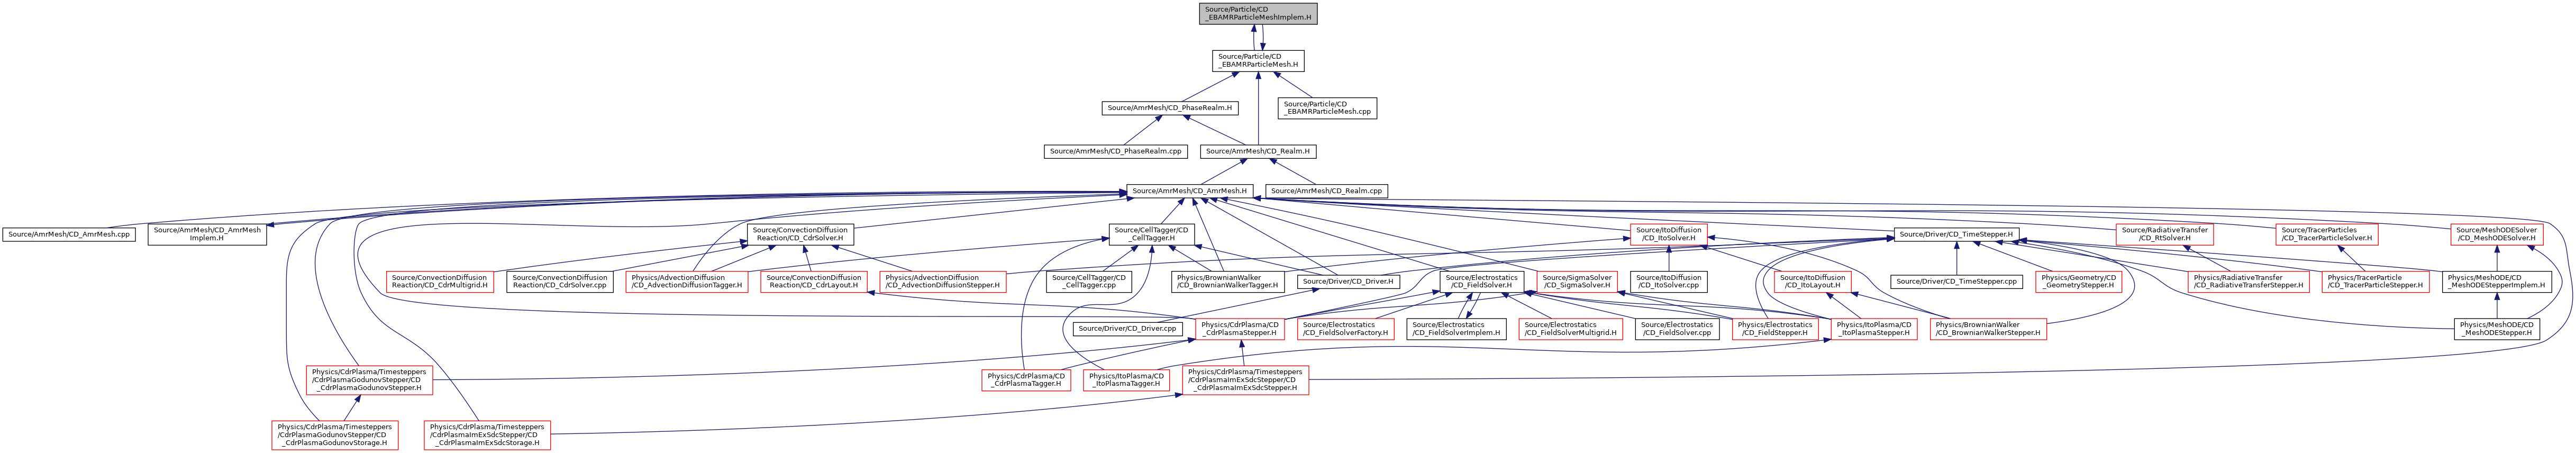 Source/Particle/CD
_EBAMRParticleMeshImplem.H
Source/Particle/CD
_EBAMRParticleMesh.H
Source/AmrMesh/CD_PhaseRealm.H
Source/Particle/CD
_EBAMRParticleMesh.cpp
Source/AmrMesh/CD_PhaseRealm.cpp
Source/AmrMesh/CD_Realm.H
Source/AmrMesh/CD_AmrMesh.H
Source/AmrMesh/CD_Realm.cpp
Source/AmrMesh/CD_AmrMesh.cpp
Source/AmrMesh/CD_AmrMesh
Implem.H
Source/ConvectionDiffusion
Reaction/CD_CdrSolver.H
Source/CellTagger/CD
_CellTagger.H
Source/ItoDiffusion
/CD_ItoSolver.H
Source/Driver/CD_TimeStepper.H
Source/RadiativeTransfer
/CD_RtSolver.H
Source/TracerParticles
/CD_TracerParticleSolver.H
Source/MeshODESolver
/CD_MeshODESolver.H
Source/ConvectionDiffusion
Reaction/CD_CdrMultigrid.H
Source/ConvectionDiffusion
Reaction/CD_CdrSolver.cpp
Physics/AdvectionDiffusion
/CD_AdvectionDiffusionTagger.H
Source/ConvectionDiffusion
Reaction/CD_CdrLayout.H
Physics/AdvectionDiffusion
/CD_AdvectionDiffusionStepper.H
Source/CellTagger/CD
_CellTagger.cpp
Physics/BrownianWalker
/CD_BrownianWalkerTagger.H
Source/Driver/CD_Driver.H
Source/Electrostatics
/CD_FieldSolver.H
Source/SigmaSolver
/CD_SigmaSolver.H
Source/ItoDiffusion
/CD_ItoSolver.cpp
Source/ItoDiffusion
/CD_ItoLayout.H
Source/Driver/CD_TimeStepper.cpp
Physics/Geometry/CD
_GeometryStepper.H
Physics/RadiativeTransfer
/CD_RadiativeTransferStepper.H
Physics/TracerParticle
/CD_TracerParticleStepper.H
Physics/MeshODE/CD
_MeshODEStepperImplem.H
Source/Driver/CD_Driver.cpp
Physics/CdrPlasma/CD
_CdrPlasmaStepper.H
Source/Electrostatics
/CD_FieldSolverFactory.H
Source/Electrostatics
/CD_FieldSolverImplem.H
Source/Electrostatics
/CD_FieldSolverMultigrid.H
Source/Electrostatics
/CD_FieldSolver.cpp
Physics/Electrostatics
/CD_FieldStepper.H
Physics/ItoPlasma/CD
_ItoPlasmaStepper.H
Physics/BrownianWalker
/CD_BrownianWalkerStepper.H
Physics/MeshODE/CD
_MeshODEStepper.H
Physics/CdrPlasma/Timesteppers
/CdrPlasmaGodunovStepper/CD
_CdrPlasmaGodunovStepper.H
Physics/CdrPlasma/CD
_CdrPlasmaTagger.H
Physics/ItoPlasma/CD
_ItoPlasmaTagger.H
Physics/CdrPlasma/Timesteppers
/CdrPlasmaImExSdcStepper/CD
_CdrPlasmaImExSdcStepper.H
Physics/CdrPlasma/Timesteppers
/CdrPlasmaGodunovStepper/CD
_CdrPlasmaGodunovStorage.H
Physics/CdrPlasma/Timesteppers
/CdrPlasmaImExSdcStepper/CD
_CdrPlasmaImExSdcStorage.H